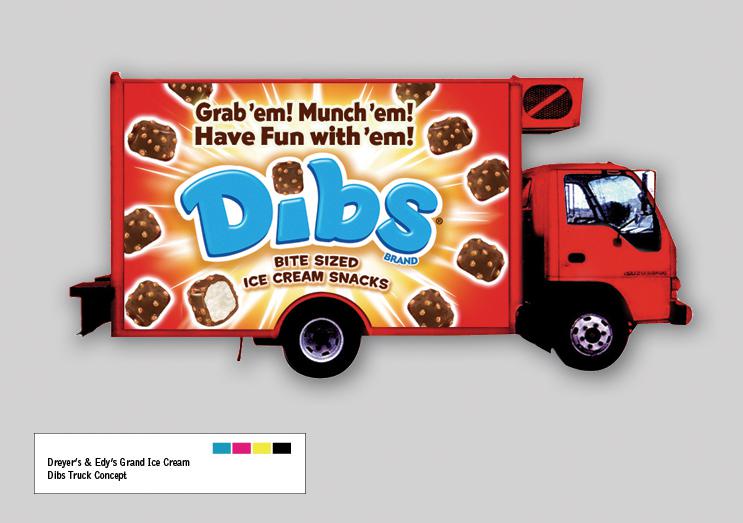 Grab 'em! Munch 'em!
Have Fun with 'em!
Dibs®
BRAND
BITE SIZED
ICE CREAM SNACKS
Dreyer's & Edy's Grand Ice Cream
Dibs Truck Concept